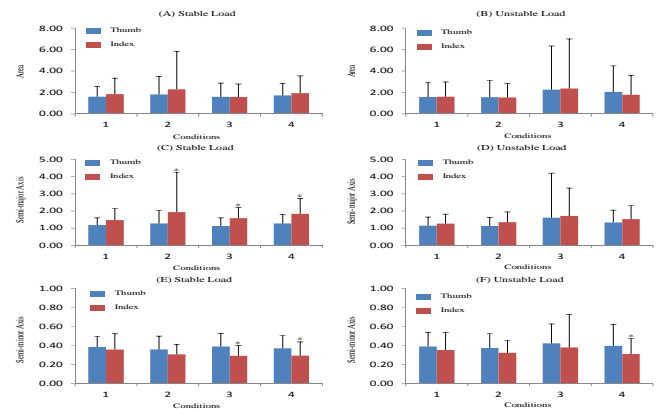 (A) Stable Load
8.00
6.00
4.00
2.00
0.00
Area
Thumb
Index
1 2 3 4
Conditions
(B) Unstable Load
8.00
6.00
4.00
2.00
0.00
Area
Thumb
Index
1 2 3 4
Conditions
(C) Stable Load
5.00
4.00
3.00
2.00
1.00
0.00
Semi-major Axis
Thumb
Index
* * *
1 2 3 4
Conditions
(D) Unstable Load
5.00
4.00
3.00
2.00
1.00
0.00
Semi-major Axis
Thumb
Index
1 2 3 4
Conditions
(E) Stable Load
1.00
0.80
0.60
0.40
0.20
0.00
Semi-minor Axis
Thumb
Index
* *
1 2 3 4
Conditions
(F) Unstable Load
1.00
0.80
0.60
0.40
0.20
0.00
Semi-minor Axis
Thumb
Index
*
1 2 3 4
Conditions